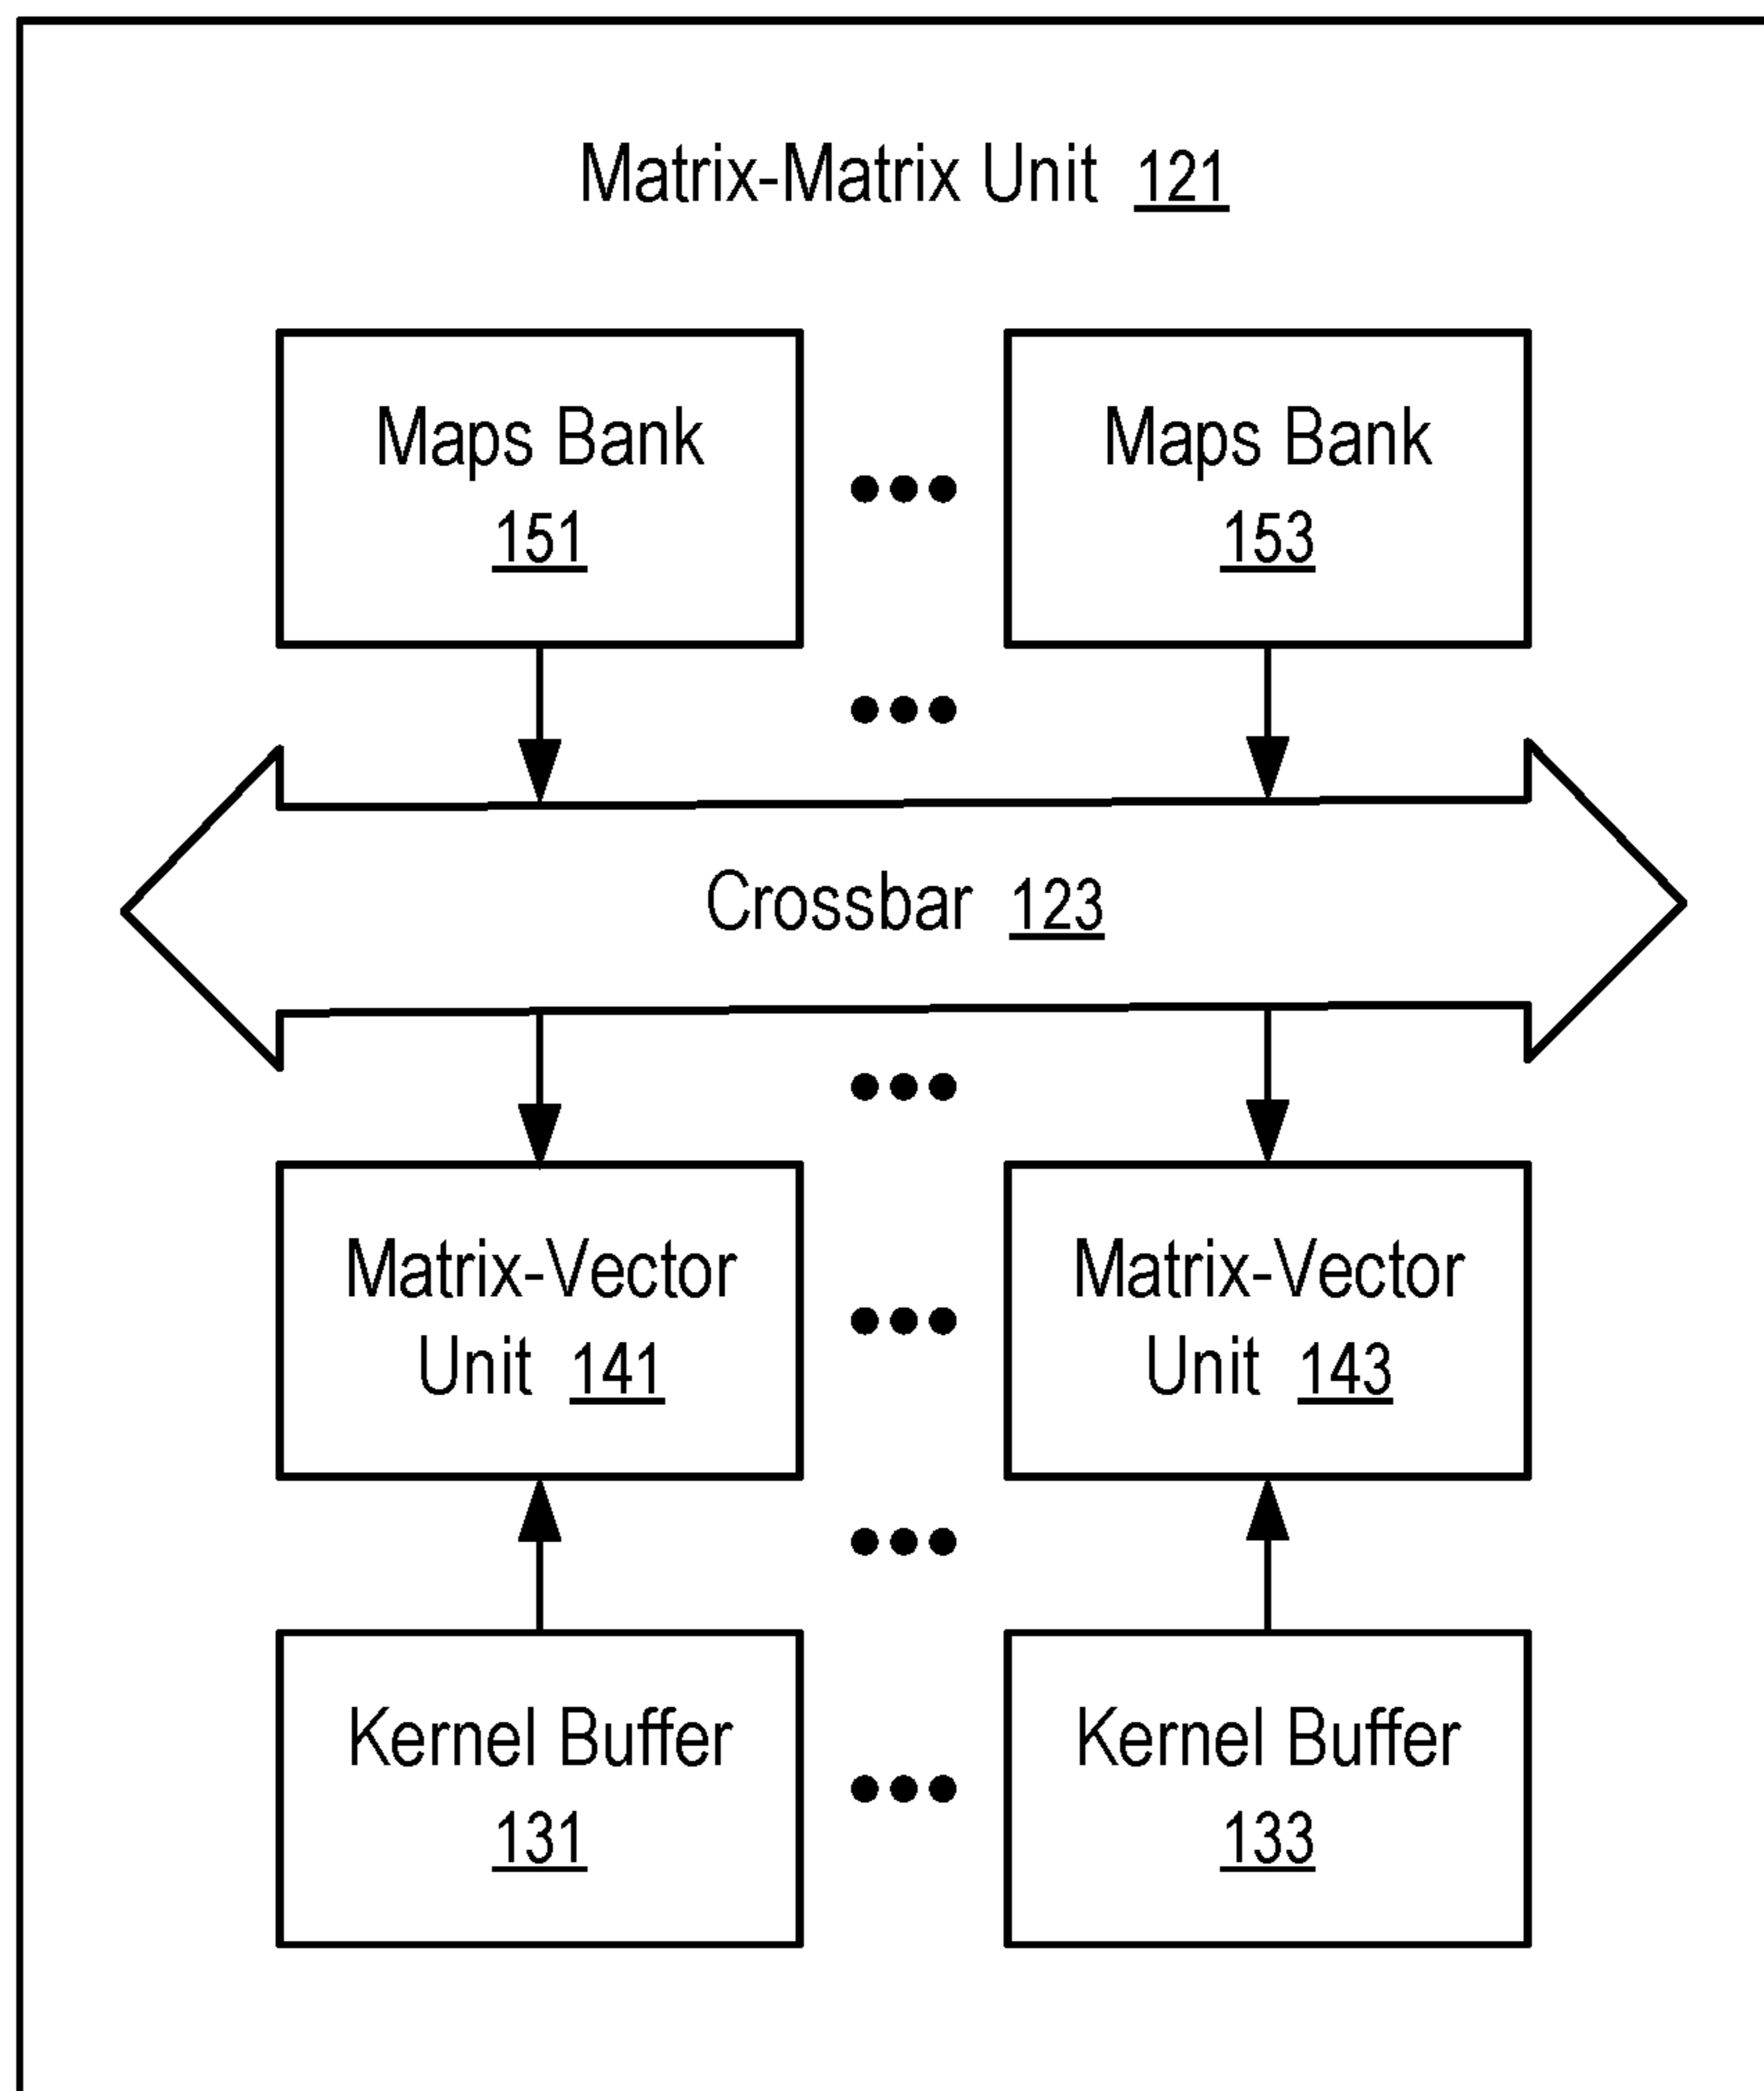 Matrix-Matrix Unit 121
Maps Bank
151
Maps Bank
153
Crossbar 123
Matrix-Vector
Unit 141
Matrix-Vector
Unit 143
Kernel Buffer
131
Kernel Buffer
133